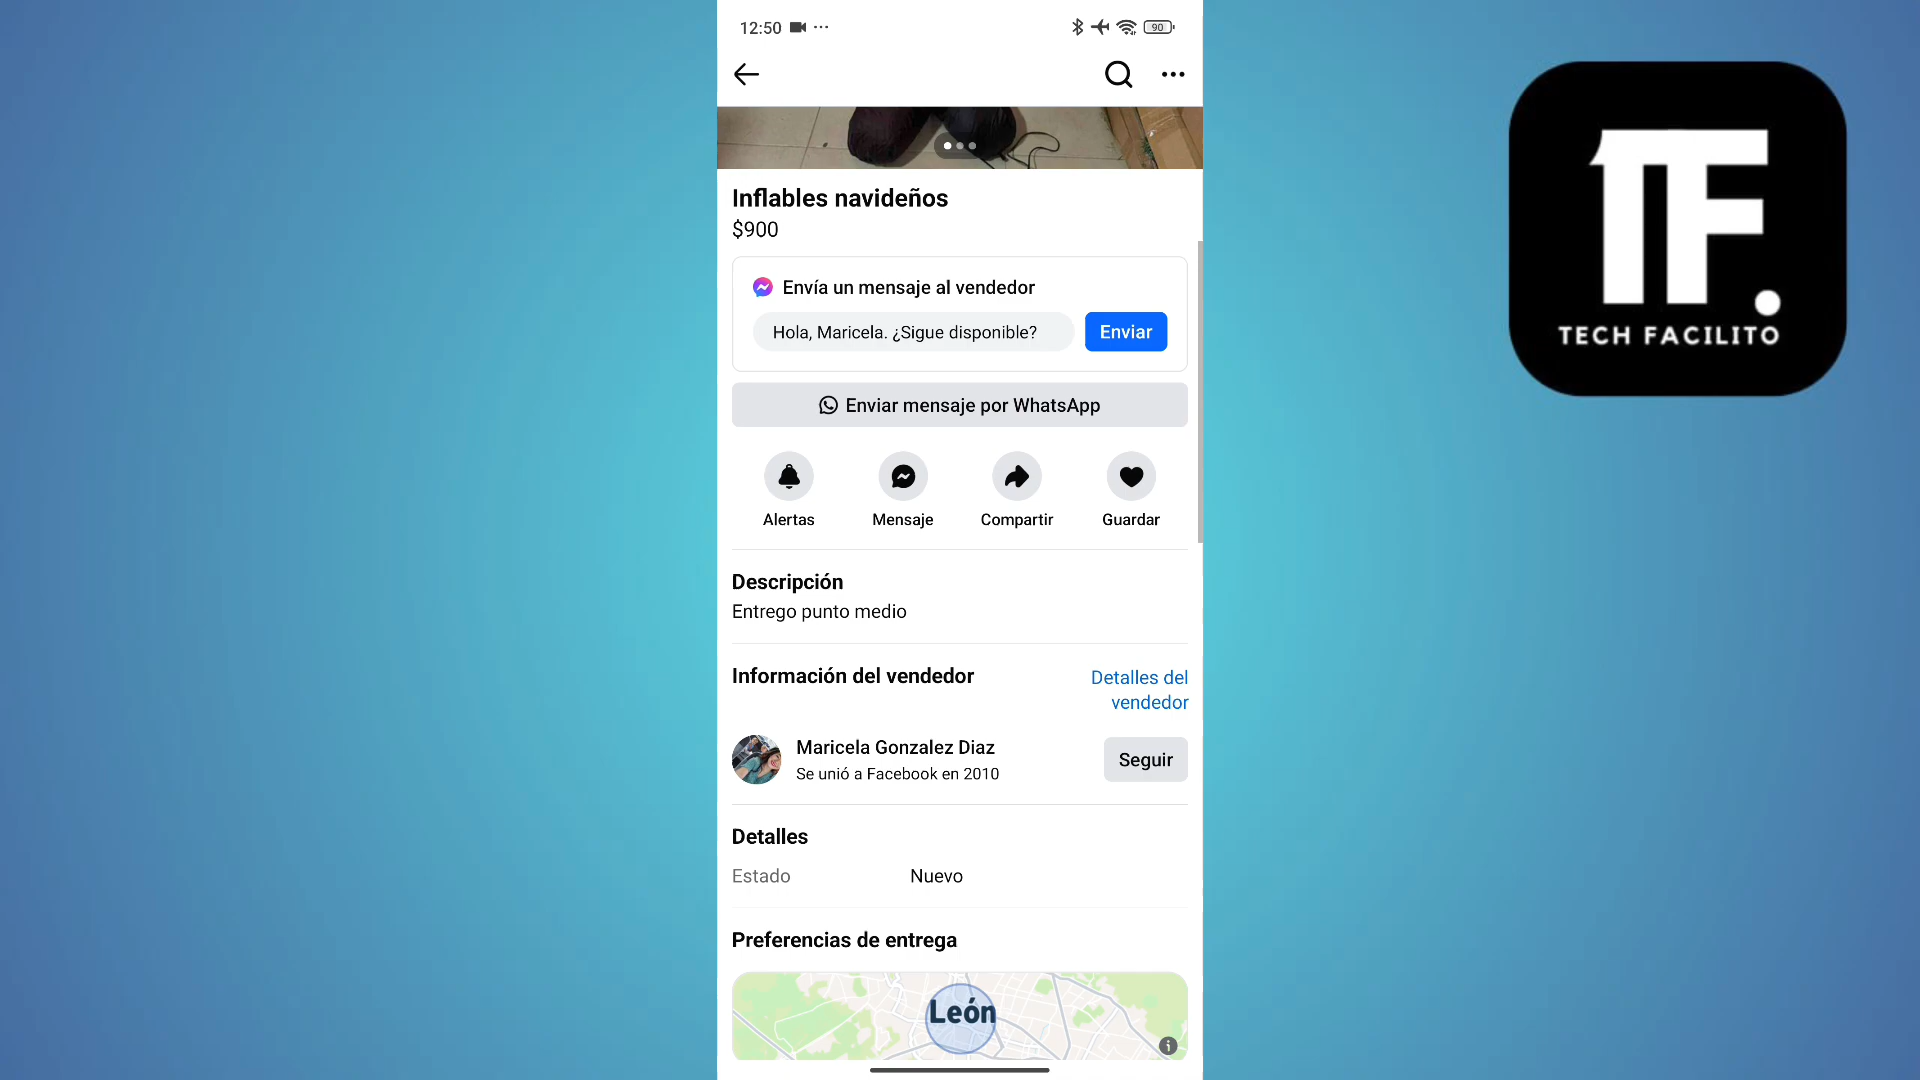 12:50
90
Inflables navideños
$900
Envía un mensaje al vendedor
Hola, Maricela. ¿Sigue disponible?
Enviar
Enviar mensaje por WhatsApp
Alertas
Mensaje
Compartir
Guardar
Descripción
Entrego punto medio
Información del vendedor
Detalles del
vendedor
Maricela Gonzalez Diaz
Se unió a Facebook en 2010
Seguir
Detalles
Estado
Nuevo
Preferencias de entrega
León
TF.
TECH FACILITO